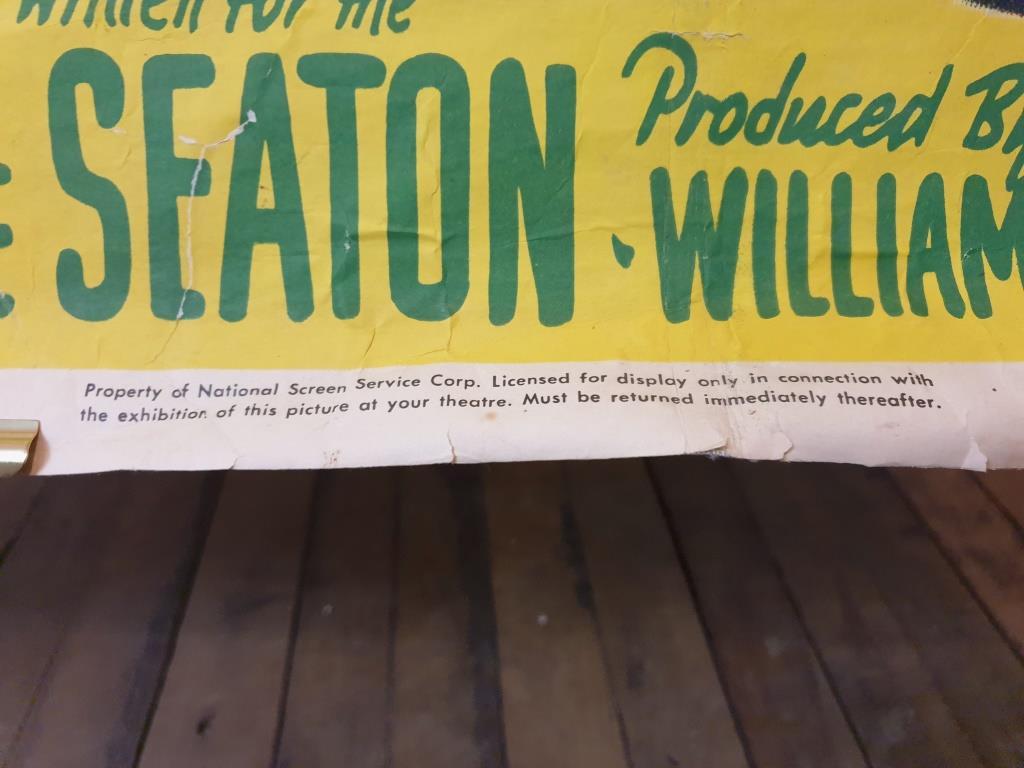 Written for the
SEATON
Produced By
WILLIAM
Property of National Screen Service Corp. Licensed for display only in connection with
the exhibition of this picture at your theatre. Must be returned immediately thereafter.